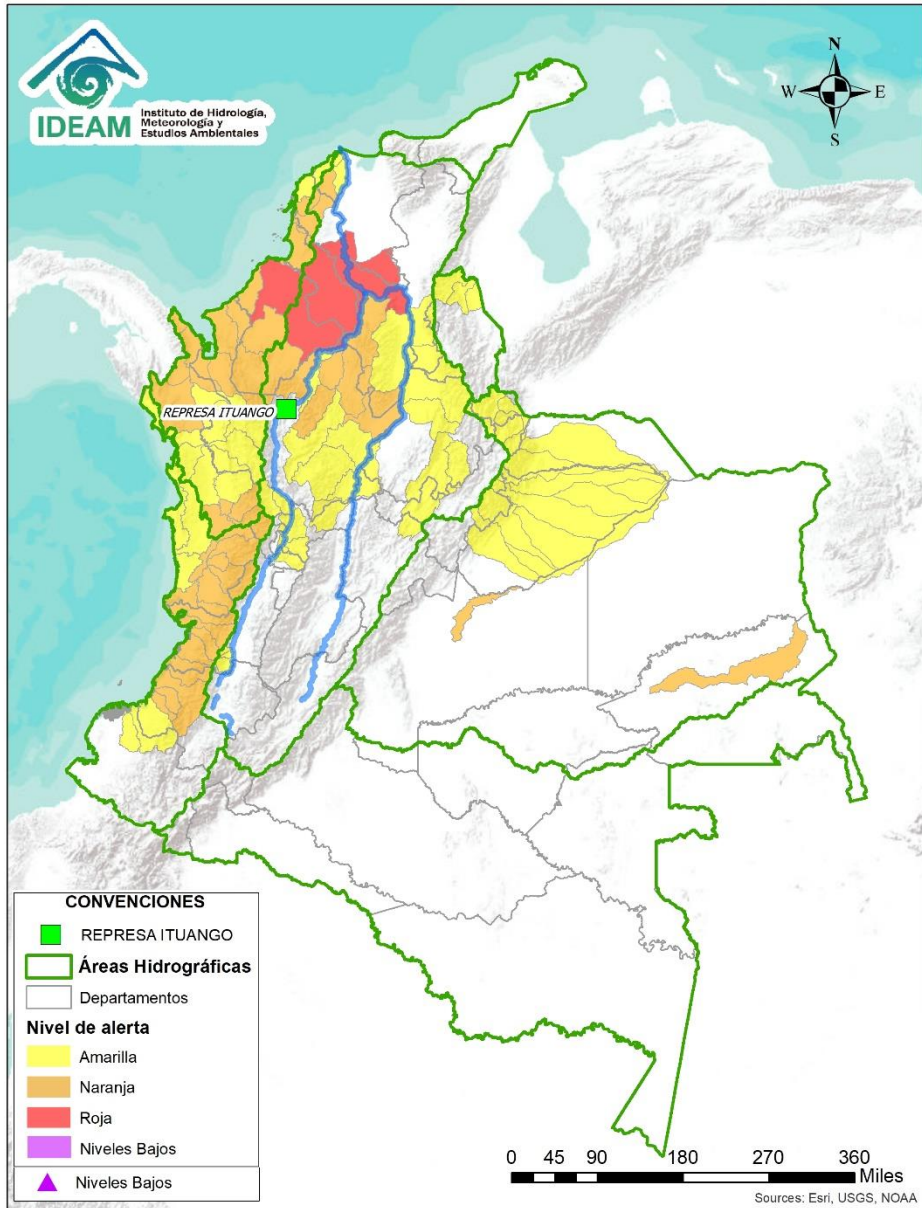 IDEAM
Instituto de Hidrología,
Meteorología y
Estudios Ambientales
N
W
E
S
REPRESA ITUANGO
CONVENCIONES
REPRESA ITUANGO
Áreas Hidrográficas
Departamentos
Nivel de alerta
Amarilla
Naranja
Roja
Niveles Bajos
Niveles Bajos
0 45 90 180 270 360
Miles
Sources: Esri, USGS, NOAA